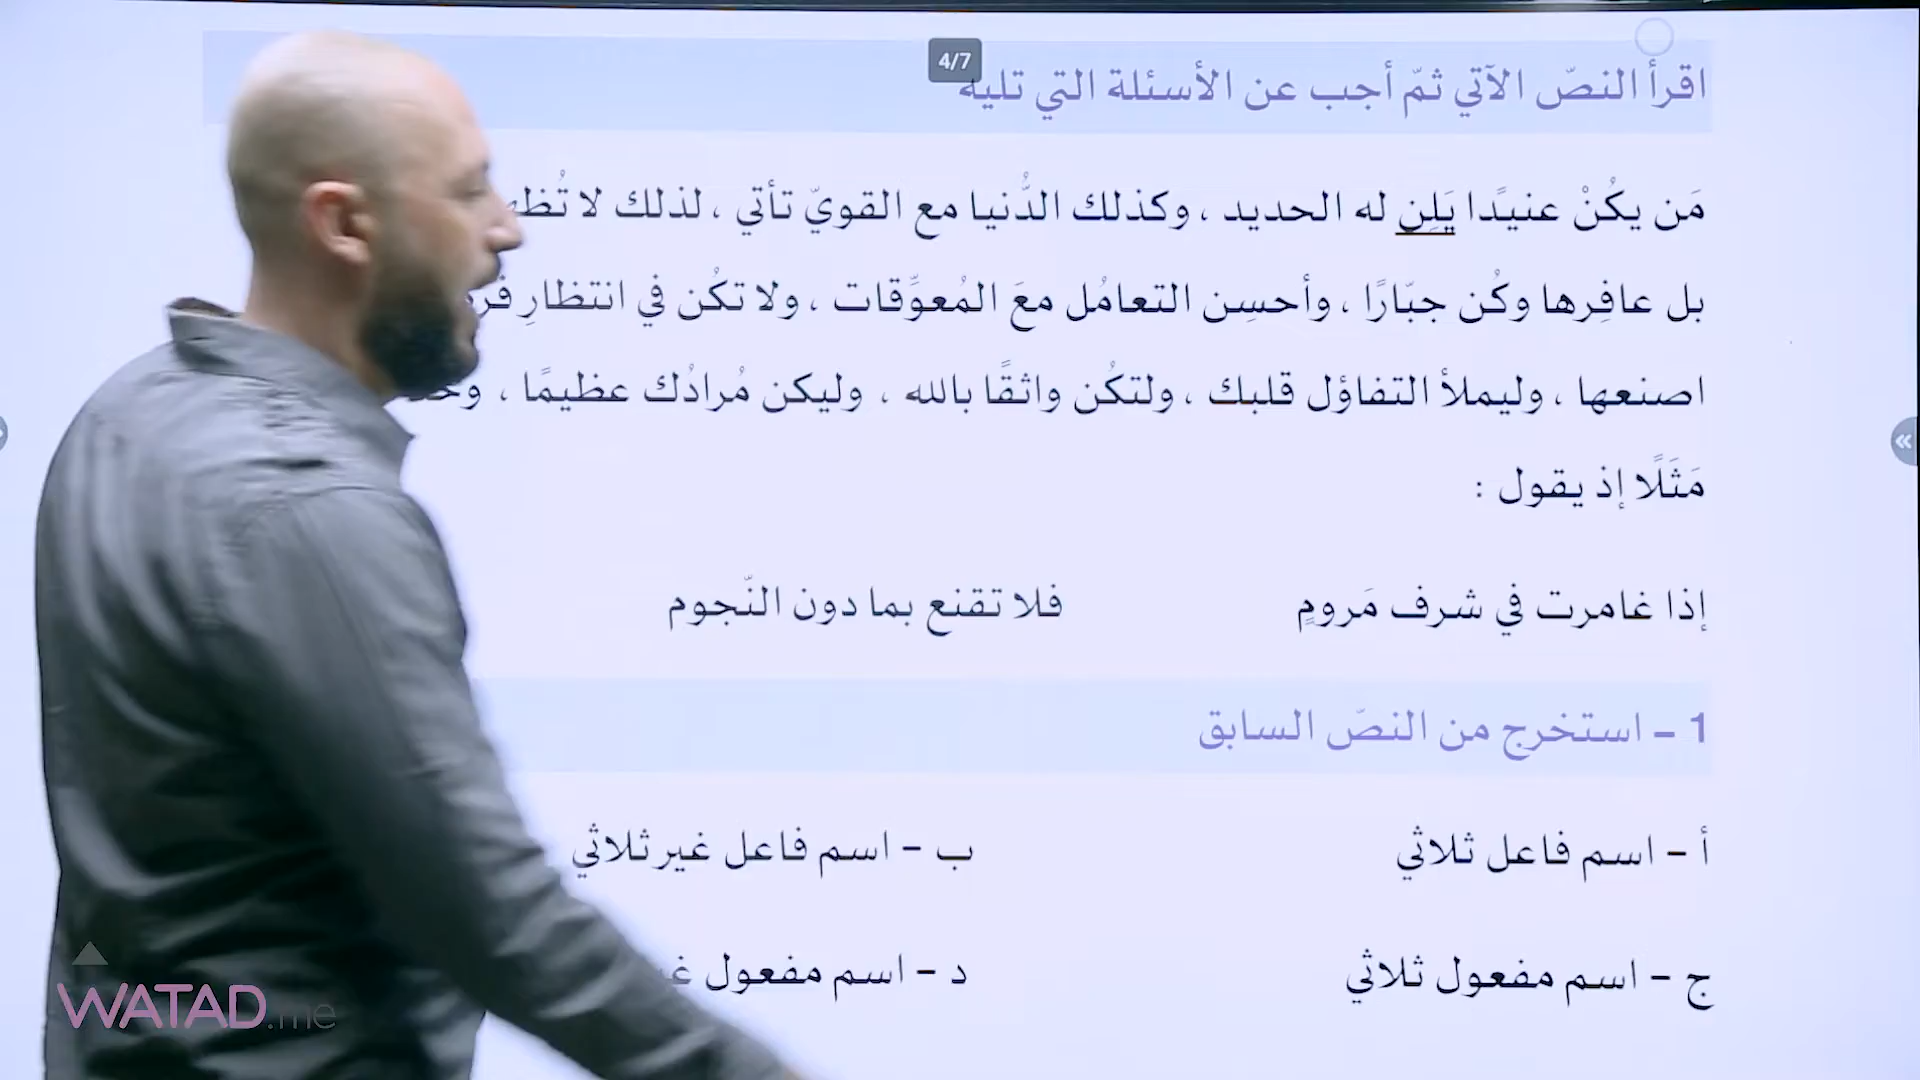 4/7
اقرأ النصّ الآتي ثمّ أجب عن الأسئلة التي تليه
مَن يكُنْ عنيدًا يَلِن له الحديد ، وكذلك الدُّنيا مع القويّ تأتي ، لذلك لا
بل عافِرها وكُن جبّارًا ، وأحسِن التعامُل معَ المُعوِّقات ، ولا تكُن في انتظارِ
اصنعها ، وليملأ التفاؤل قلبك ، ولتكُن واثقًا بالله ، وليكن مُرادُك عظيمًا ،
مَثَلًا إذ يقول :
إذا غامرت في شرف مَرومٍ فلا تقنع بما دون النّجوم
1 - استخرج من النصّ السابق
أ - اسم فاعل ثلاثي ب - اسم فاعل غير ثلاثي
ج - اسم مفعول ثلاثي د - اسم مفعول
WATAD.me